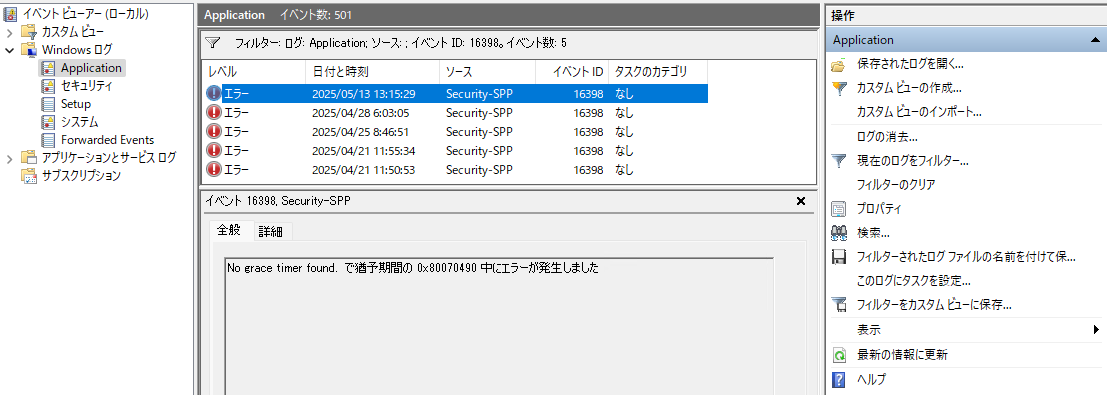 イベント ビューアー (ローカル)
カスタム ビュー
Windows ログ
Application
セキュリティ
Setup
システム
Forwarded Events
アプリケーションとサービス ログ
サブスクリプション
Application イベント数: 501
フィルター: ログ: Application; ソース: ; イベント ID: 16398。イベント数: 5
レベル 日付と時刻 ソース イベント ID タスクのカテゴリ
エラー 2025/05/13 13:15:29 Security-SPP 16398 なし
エラー 2025/04/28 6:03:05 Security-SPP 16398 なし
エラー 2025/04/25 8:46:51 Security-SPP 16398 なし
エラー 2025/04/21 11:55:34 Security-SPP 16398 なし
エラー 2025/04/21 11:50:53 Security-SPP 16398 なし
イベント 16398, Security-SPP
全般 詳細
No grace timer found. で猶予期間の 0x80070490 中にエラーが発生しました
操作
Application
保存されたログを開く...
カスタム ビューの作成...
カスタム ビューのインポート...
ログの消去...
現在のログをフィルター...
フィルターのクリア
プロパティ
検索...
フィルターされたログ ファイルの名前を付けて保...
このログにタスクを設定...
フィルターをカスタム ビューに保存...
表示
最新の情報に更新
ヘルプ